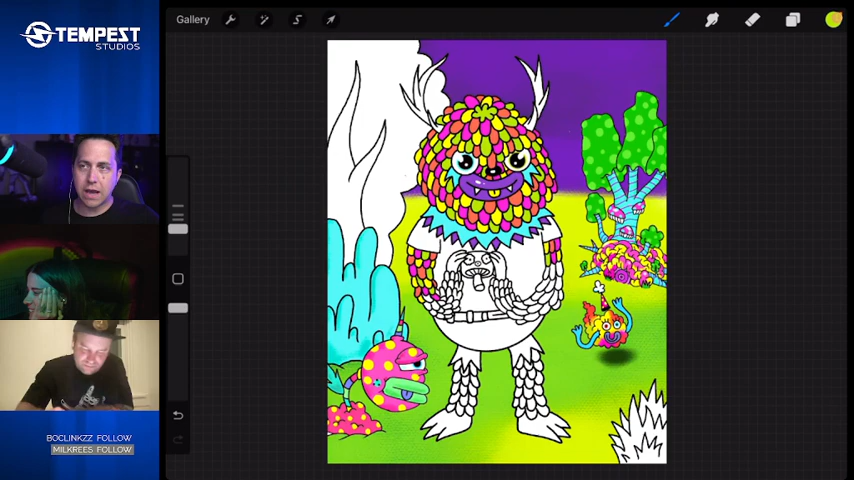 TEMPEST
STUDIOS
Gallery
BOCLINKZZ FOLLOW
MILKREES FOLLOW